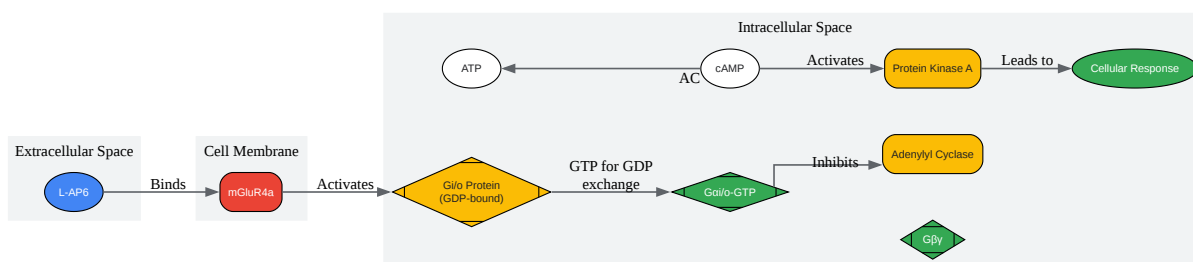 Intracellular Space
ATP
AC
cAMP
Activates
Protein Kinase A
Leads to
Cellular Response
Extracellular Space
L-AP6
Binds
Cell Membrane
mGluR4a
Activates
Gi/o Protein
(GDP-bound)
GTP for GDP
exchange
Gαi/o-GTP
Inhibits
Adenylyl Cyclase
Gβγ